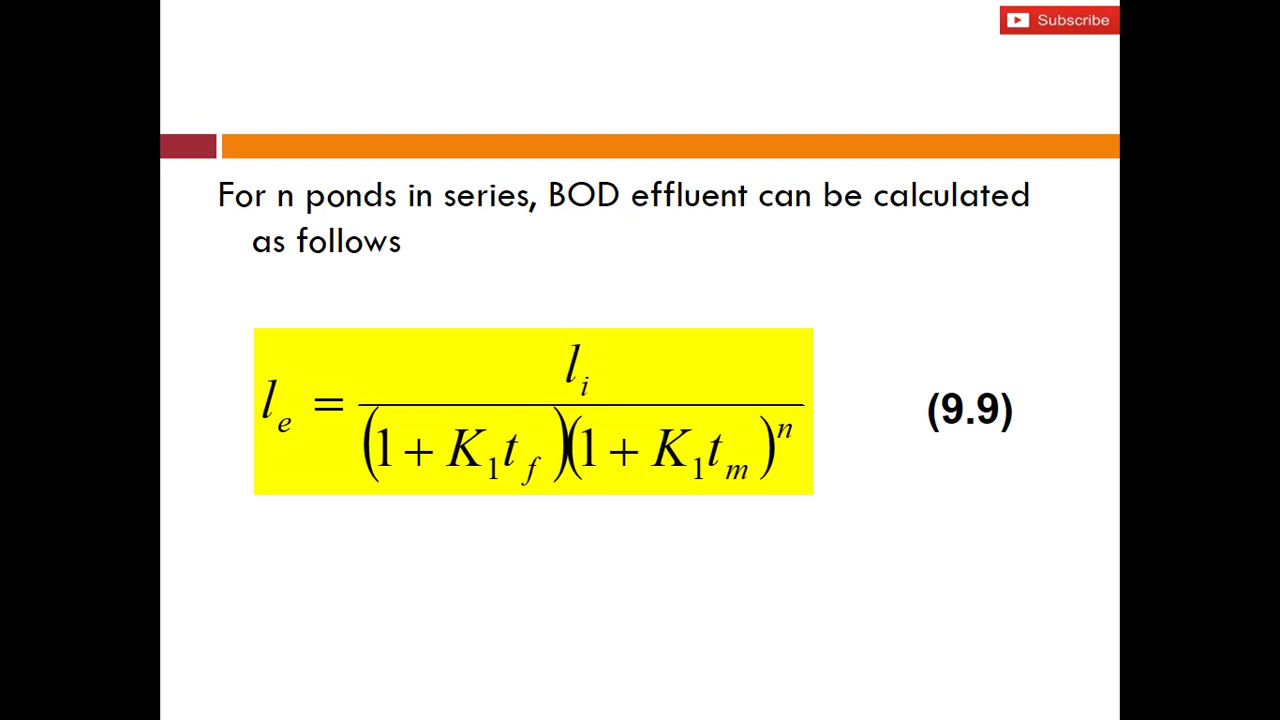 Subscribe
For n ponds in series, BOD effluent can be calculated
as follows
l_e = l_i / (1 + K_1 t_f)(1 + K_1 t_m)^n (9.9)